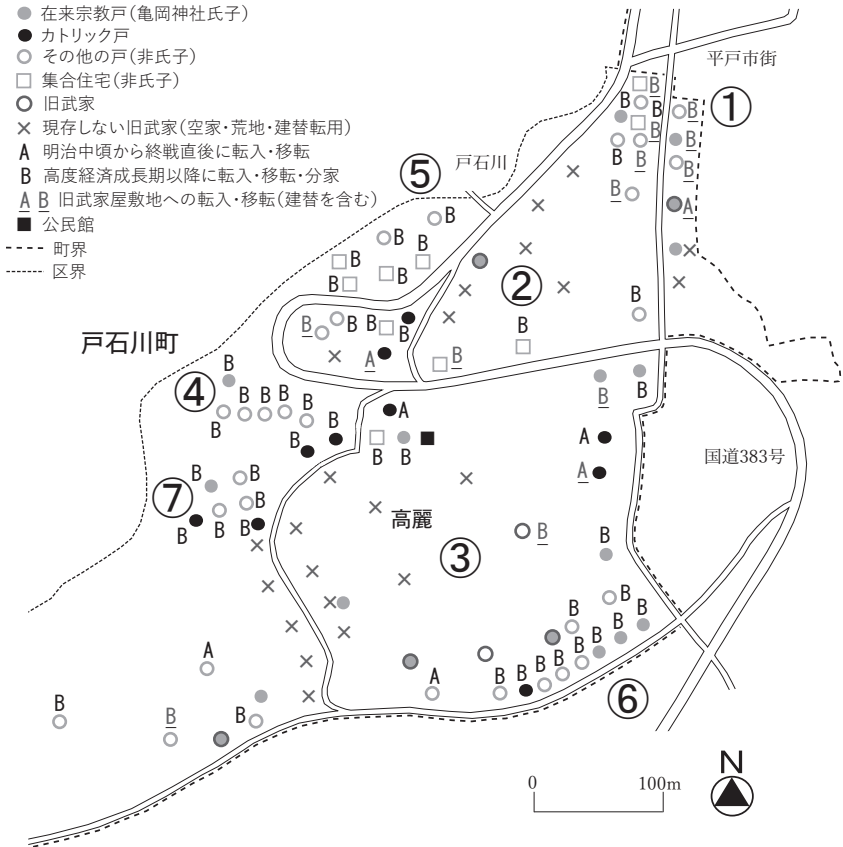 在来宗教戸(亀岡神社氏子)
カトリック戸
その他の戸(非氏子)
集合住宅(非氏子)
旧武家
現存しない旧武家(空家・荒地・建替転用)
A 明治中頃から終戦直後に転入・移転
B 高度経済成長期以降に転入・移転・分家
A B 旧武家屋敷地への転入・移転(建替を含む)
公民館
町界
区界
平戸市街
①
B
B
B
B
B
B
B
B
B
B
A
戸石川
⑤
B
B
B
B
B
②
B
B
B
B
B
B
B
A
B
戸石川町
④
B
B
B
B
B
B
B
A
B
B
B
B
A
A
国道383号
⑦
B
B
B
B
B
B
高麗
③
B
B
B
B
B
B
B
B
B
B
B
B
A
⑥
A
B
B
B
N
0 100m